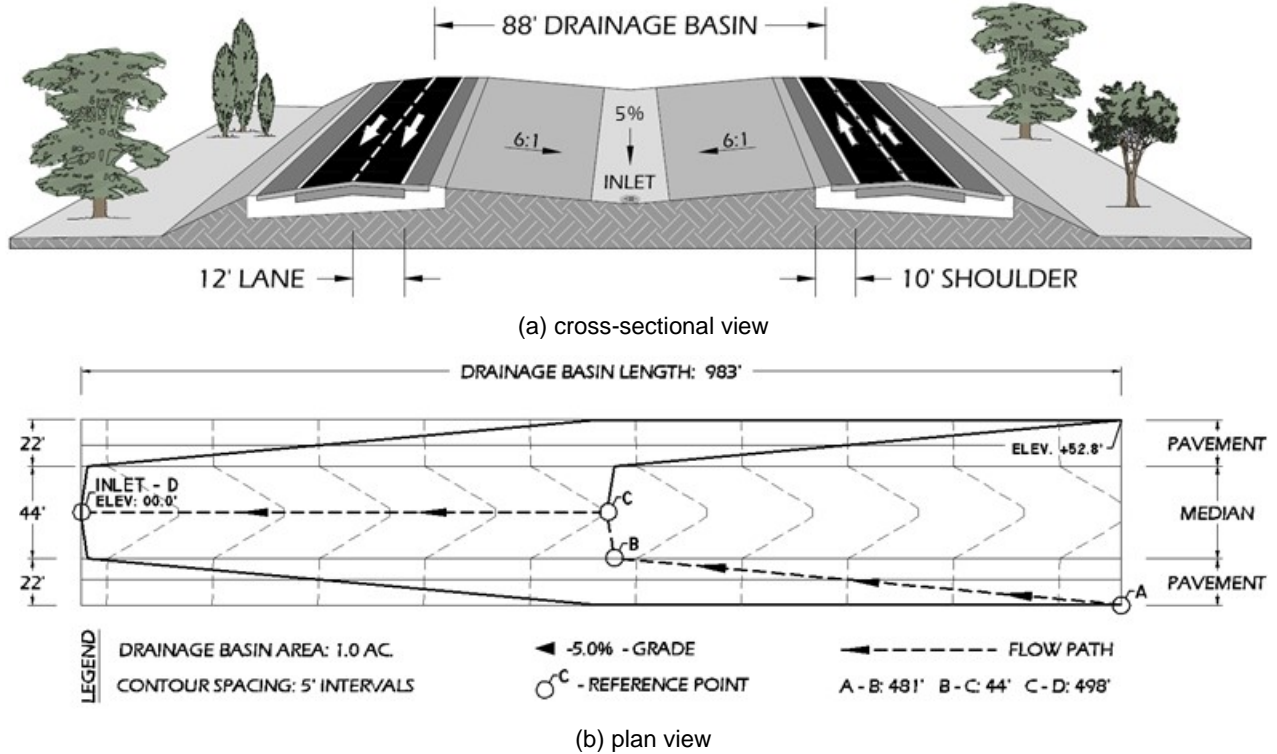 88' DRAINAGE BASIN
5%
6:1
6:1
INLET
12' LANE
10' SHOULDER
(a) cross-sectional view
DRAINAGE BASIN LENGTH: 983'
22'
ELEV. +52.8'
PAVEMENT
INLET - D
ELEV: 00.0'
C
44'
MEDIAN
B
22'
PAVEMENT
A
LEGEND
DRAINAGE BASIN AREA: 1.0 AC.
-5.0% - GRADE
FLOW PATH
CONTOUR SPACING: 5' INTERVALS
C - REFERENCE POINT
A - B: 481' B - C: 44' C - D: 498'
(b) plan view